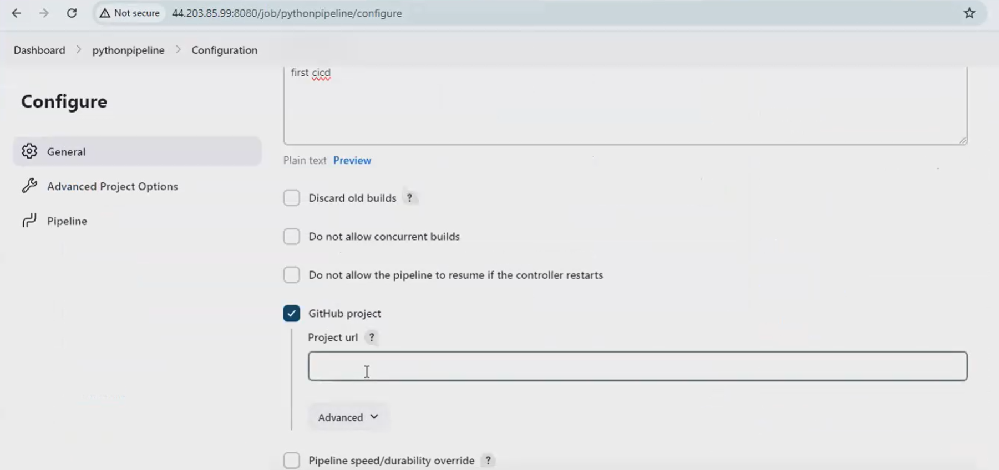 Not secure 44.203.85.99:8080/job/pythonpipeline/configure
Dashboard > pythonpipeline > Configuration
first cicd
Configure
General
Advanced Project Options
Pipeline
Plain text Preview
Discard old builds ?
Do not allow concurrent builds
Do not allow the pipeline to resume if the controller restarts
GitHub project
Project url ?
Advanced
Pipeline speed/durability override ?